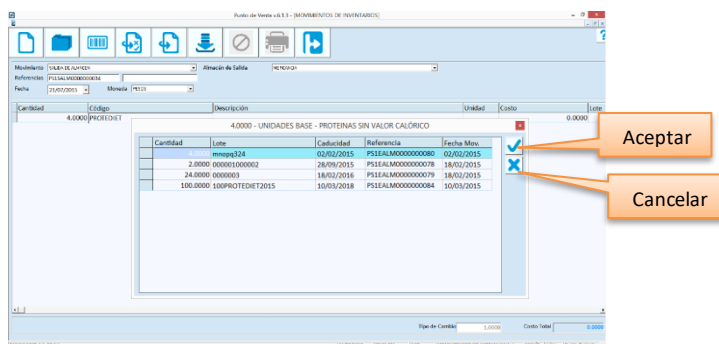 Punto de Venta v.6.1.3 - [MOVIMIENTOS DE INVENTARIOS]
Movimiento SALIDA DE ALMACEN Almacén de Salida
Referencias PS1SALM0000000034
Fecha 21/07/2015 Moneda PESOS
Cantidad Código Descripción Unidad Costo Lote
4.0000 PROTEDIET 0.0000
4.0000 - UNIDADES BASE - PROTEINAS SIN VALOR CALÓRICO
Cantidad Lote Caducidad Referencia Fecha Mov.
4.0000 mnopq324 02/02/2015 PS1EALM0000000080 02/02/2015
2.0000 000001000002 28/09/2015 PS1EALM0000000078 18/02/2015
24.0000 0000003 18/02/2016 PS1EALM0000000079 18/02/2015
100.0000 100PROTEDIET2015 10/03/2018 PS1EALM0000000084 10/03/2015
Aceptar
Cancelar
Tipo de Cambio 1.0000 Costo Total 0.0000